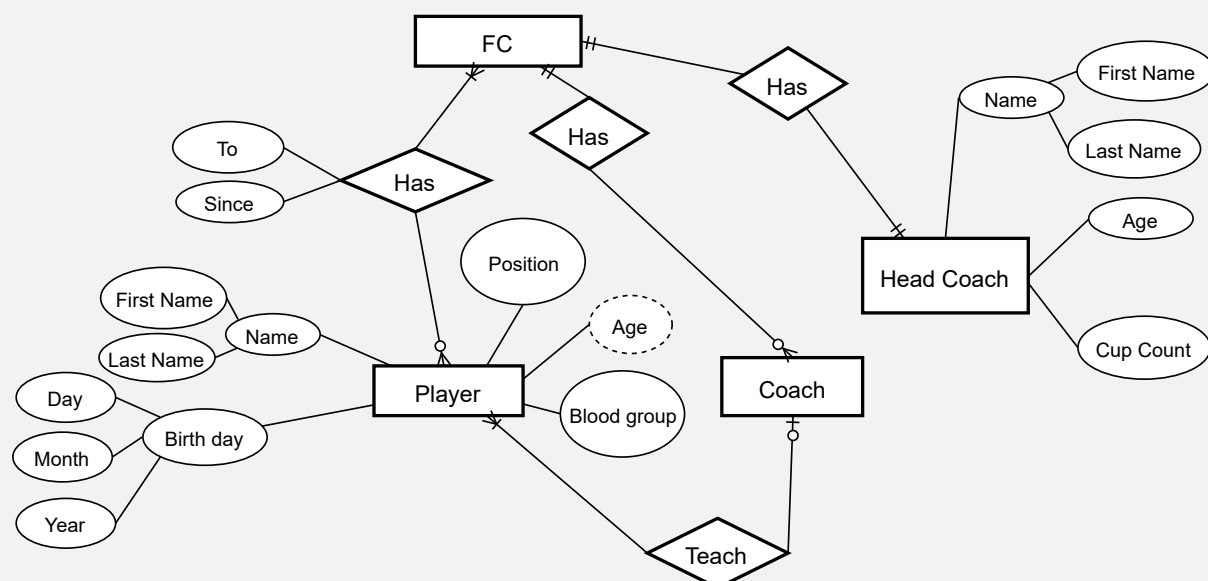 FC
Has
Has
Has
To
Since
Name
First Name
Last Name
Age
Head Coach
Cup Count
Position
First Name
Name
Last Name
Age
Player
Coach
Blood group
Day
Birth day
Month
Year
Teach